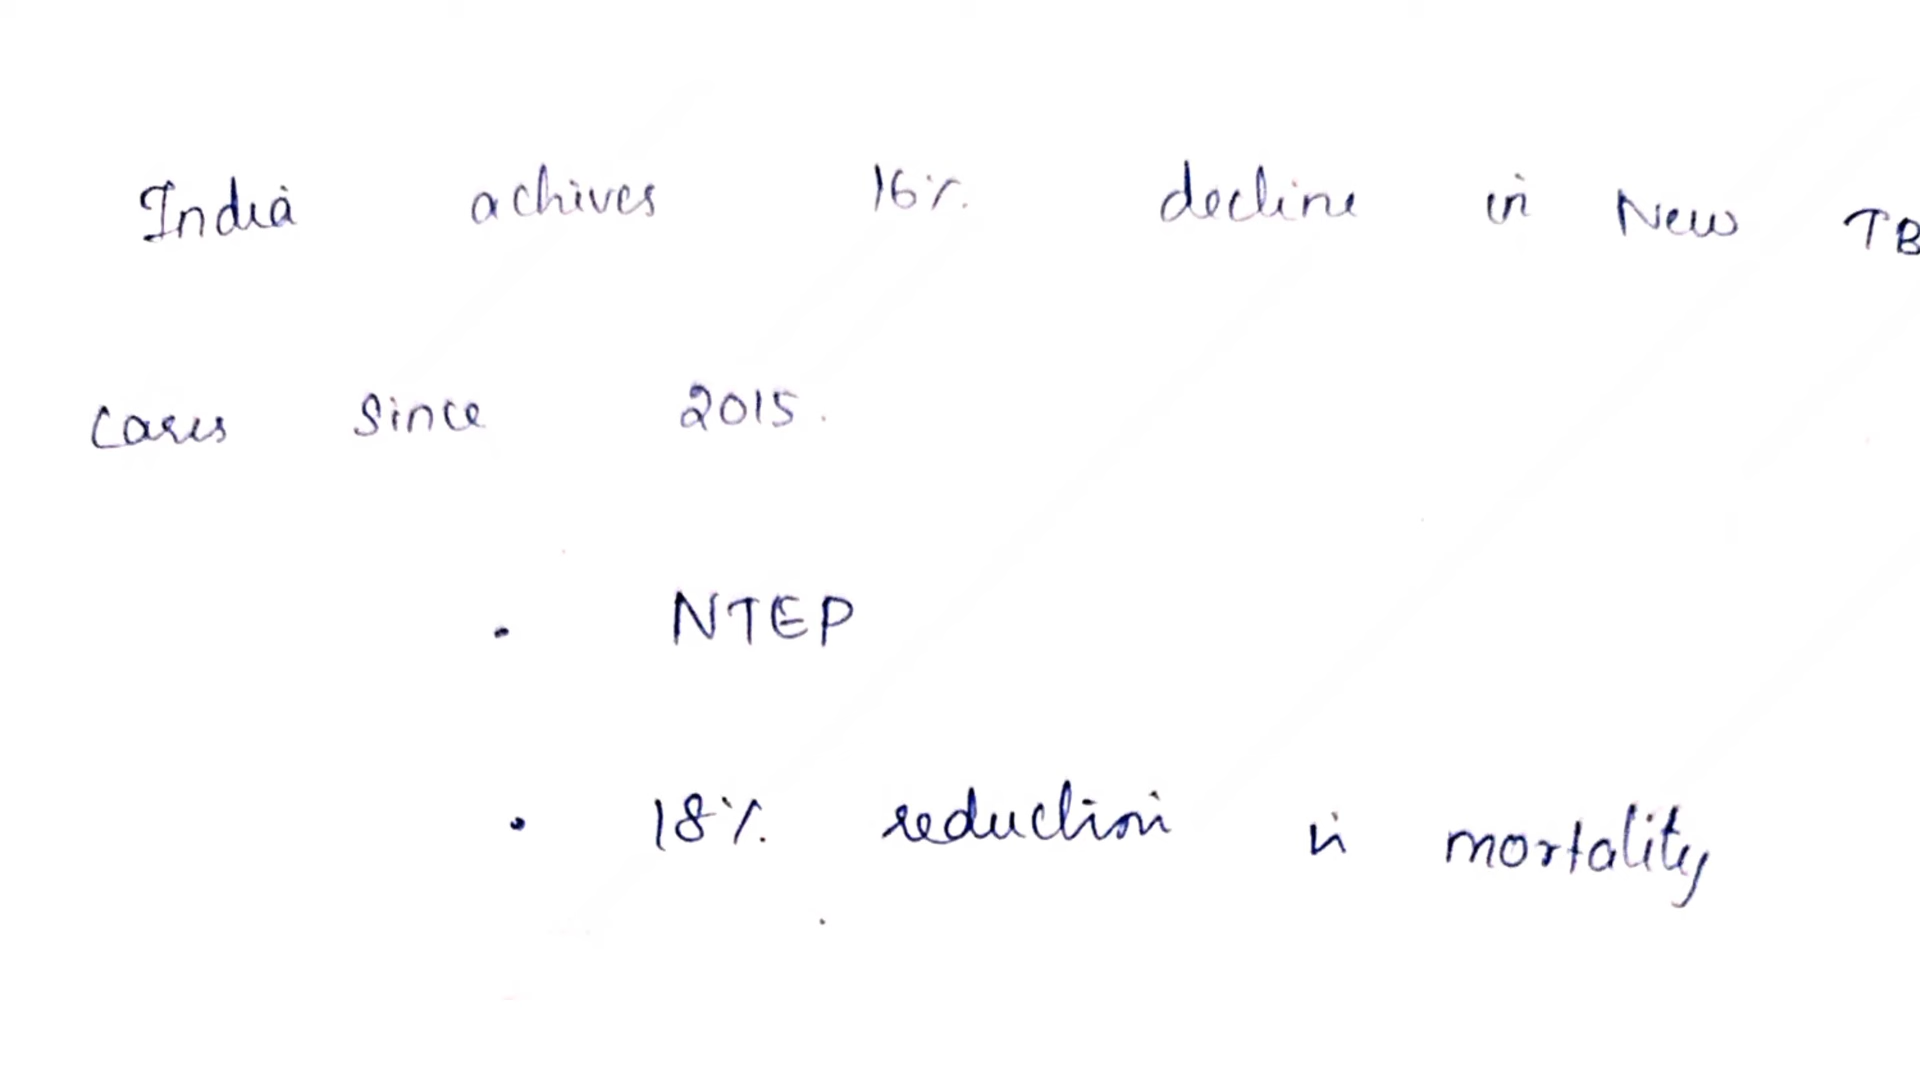 India achives 16% decline in New TB
cases since 2015.
• NTEP
• 18% reduction in mortality